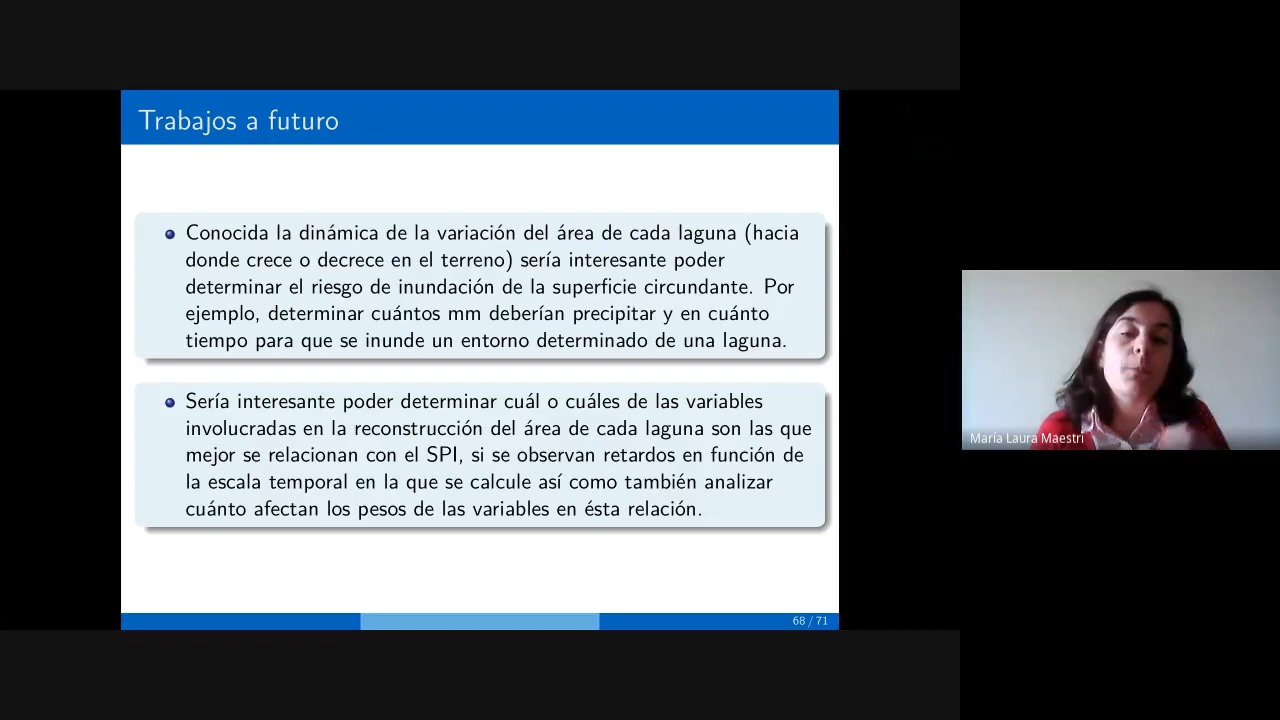 Trabajos a futuro
Conocida la dinámica de la variación del área de cada laguna (hacia
donde crece o decrece en el terreno) sería interesante poder
determinar el riesgo de inundación de la superficie circundante. Por
ejemplo, determinar cuántos mm deberían precipitar y en cuánto
tiempo para que se inunde un entorno determinado de una laguna.
Sería interesante poder determinar cuál o cuáles de las variables
involucradas en la reconstrucción del área de cada laguna son las que
mejor se relacionan con el SPI, si se observan retardos en función de
la escala temporal en la que se calcule así como también analizar
cuánto afectan los pesos de las variables en ésta relación.
68 / 71
María Laura Maestri